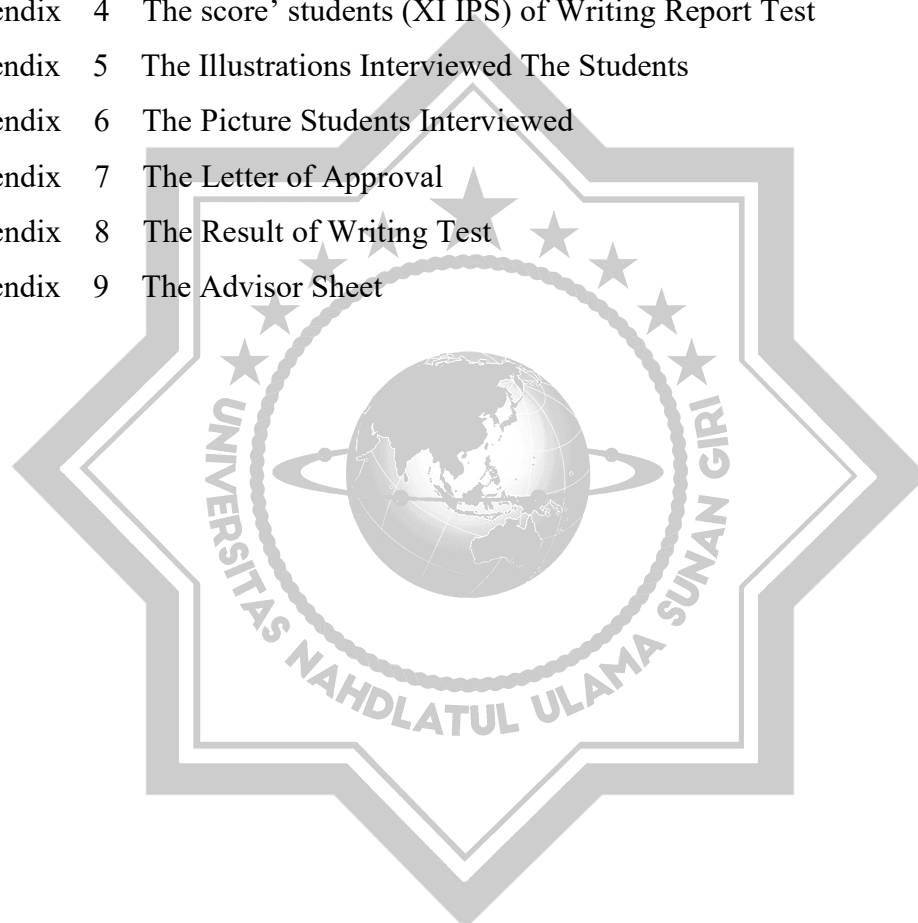 endix 4 The score’ students (XI IPS) of Writing Report Test
endix 5 The Illustrations Interviewed The Students
endix 6 The Picture Students Interviewed
endix 7 The Letter of Approval
endix 8 The Result of Writing Test
endix 9 The Advisor Sheet
UNIVERSITAS NAHDLATUL ULAMA SUNAN GIRI